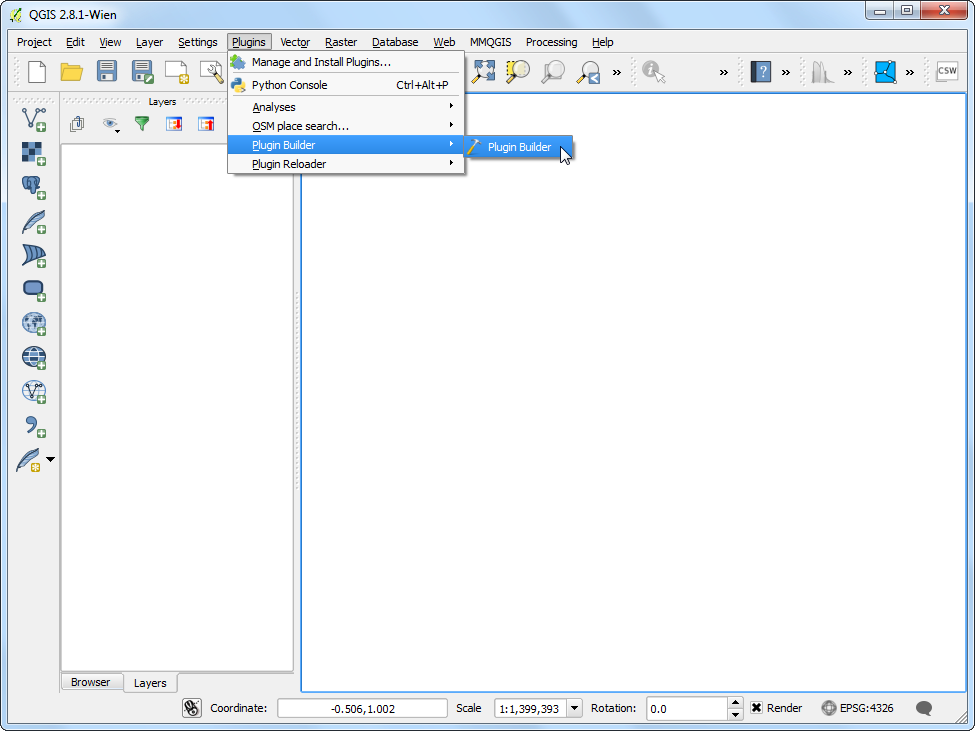 QGIS 2.8.1-Wien
Project Edit View Layer Settings Plugins Vector Raster Database Web MMQGIS Processing Help
Manage and Install Plugins...
Python Console Ctrl+Alt+P
Analyses
OSM place search...
Plugin Builder
Plugin Builder
Plugin Reloader
CSW
Layers
Browser Layers
Coordinate: -0.506,1.002 Scale 1:1,399,393 Rotation: 0.0 Render EPSG:4326